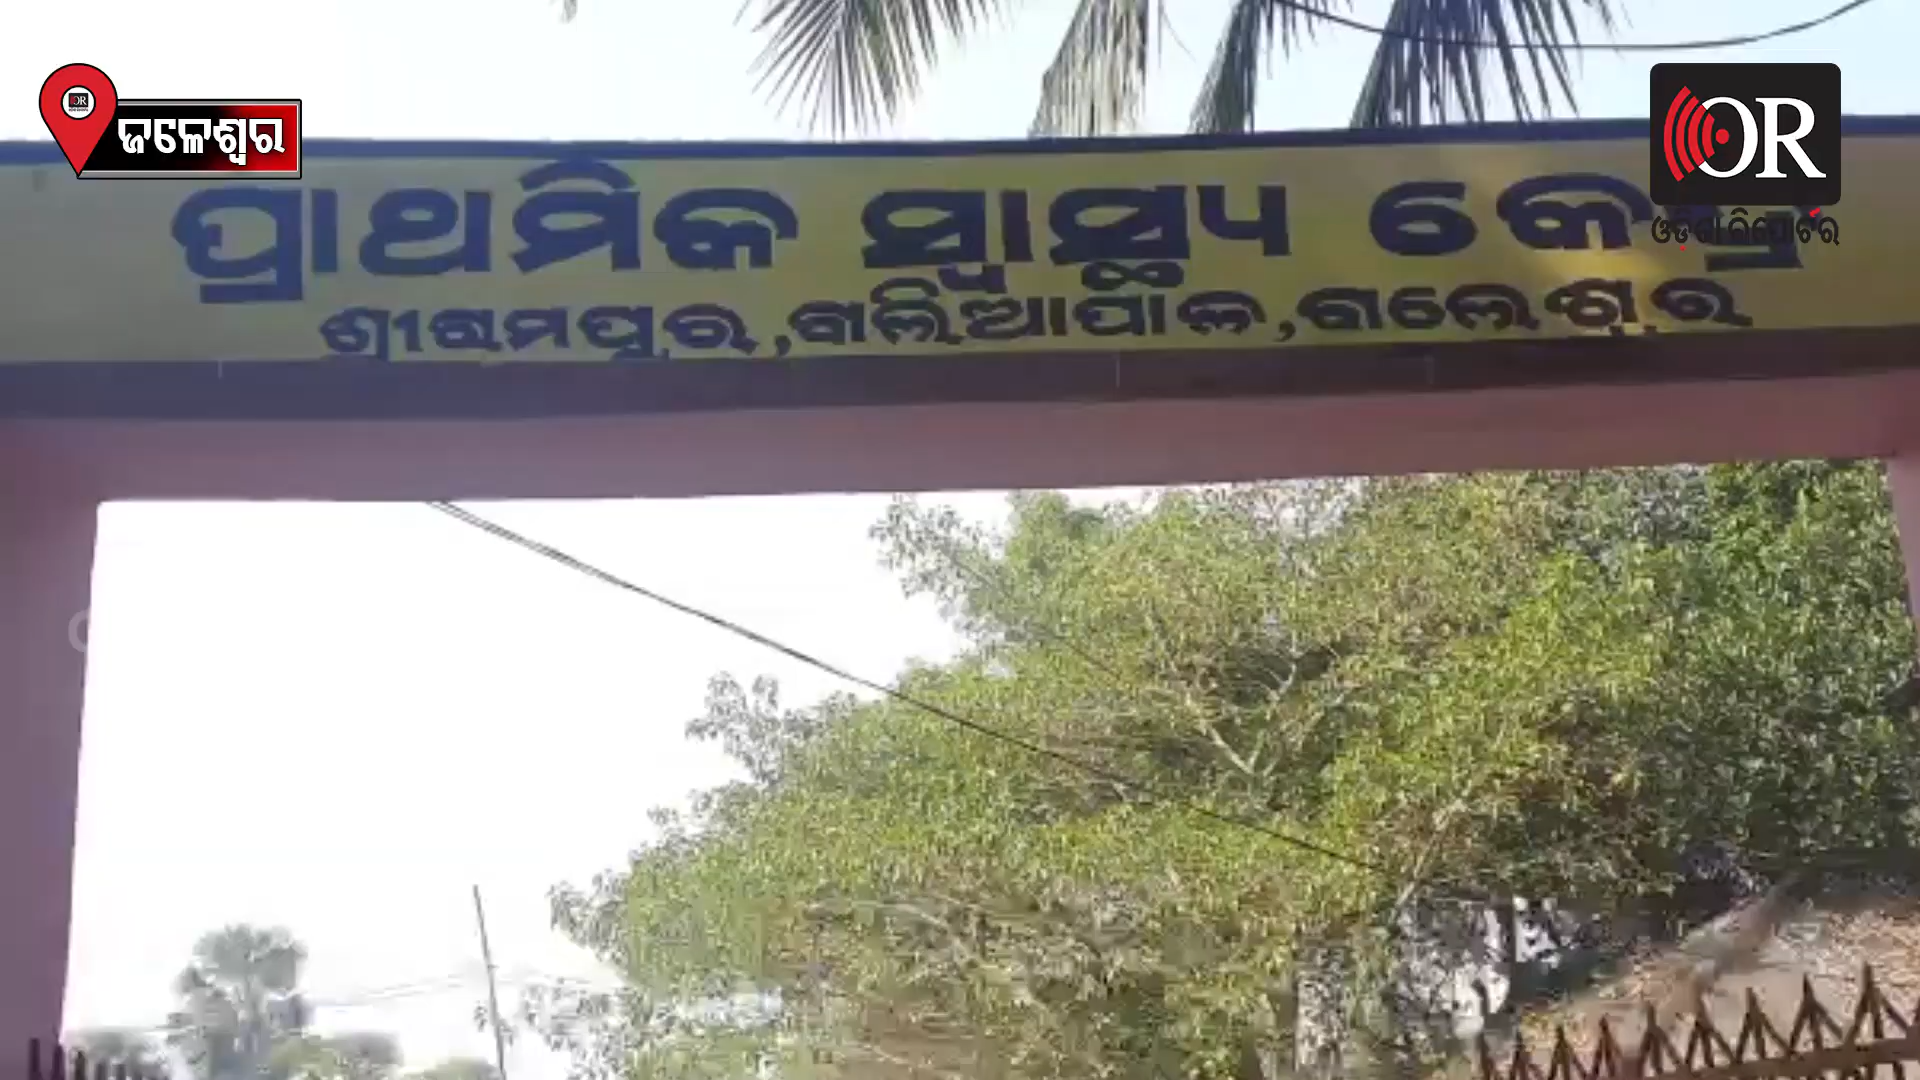 ଜଳେଶ୍ୱର
OR
ଓଡ଼ିଶା ରିପୋର୍ଟର
ପ୍ରାଥମିକ ସ୍ୱାସ୍ଥ୍ୟ କେନ୍ଦ୍ର
ଶ୍ରୀରାମପୁର, ବାଲିଆପାଳ, ବାଲେଶ୍ୱର